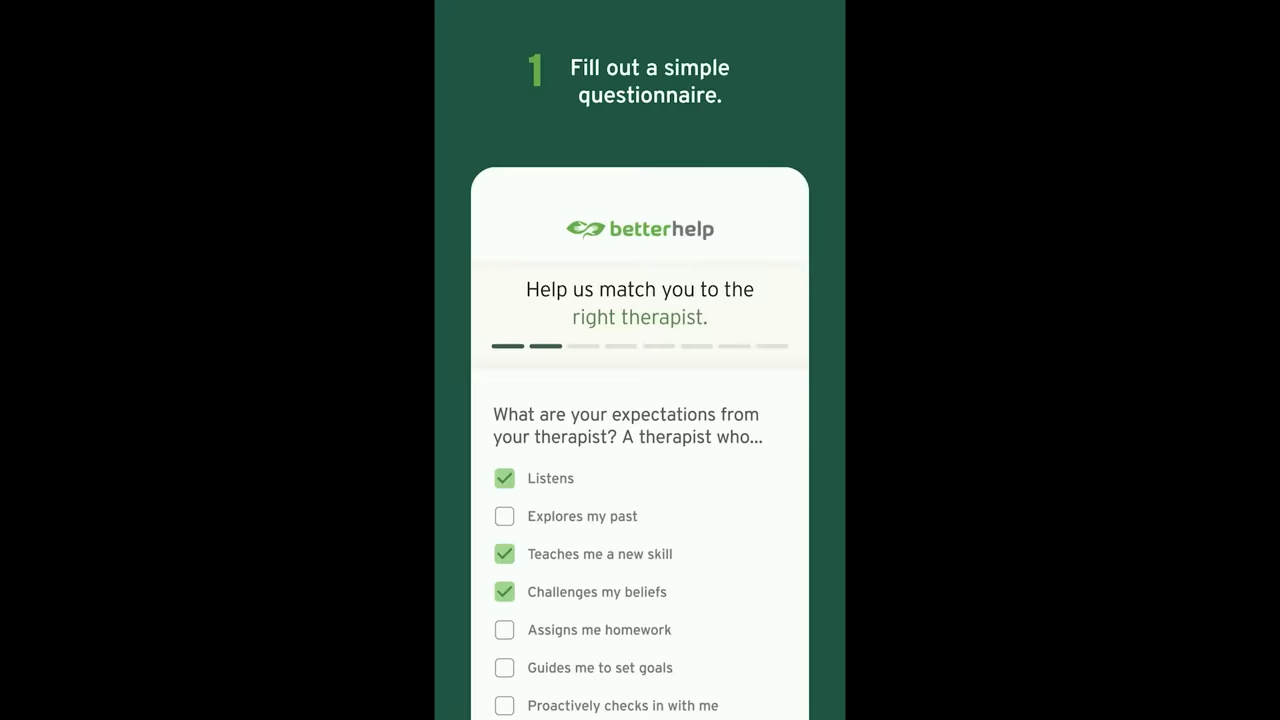 1
Fill out a simple
questionnaire.
betterhelp
Help us match you to the
right therapist.
What are your expectations from
your therapist? A therapist who...
Listens
Explores my past
Teaches me a new skill
Challenges my beliefs
Assigns me homework
Guides me to set goals
Proactively checks in with me